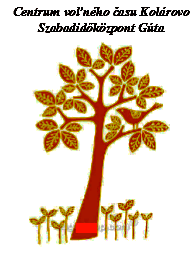 Centrum voľného času Kolárovo
Szabadidőközpont Gúta